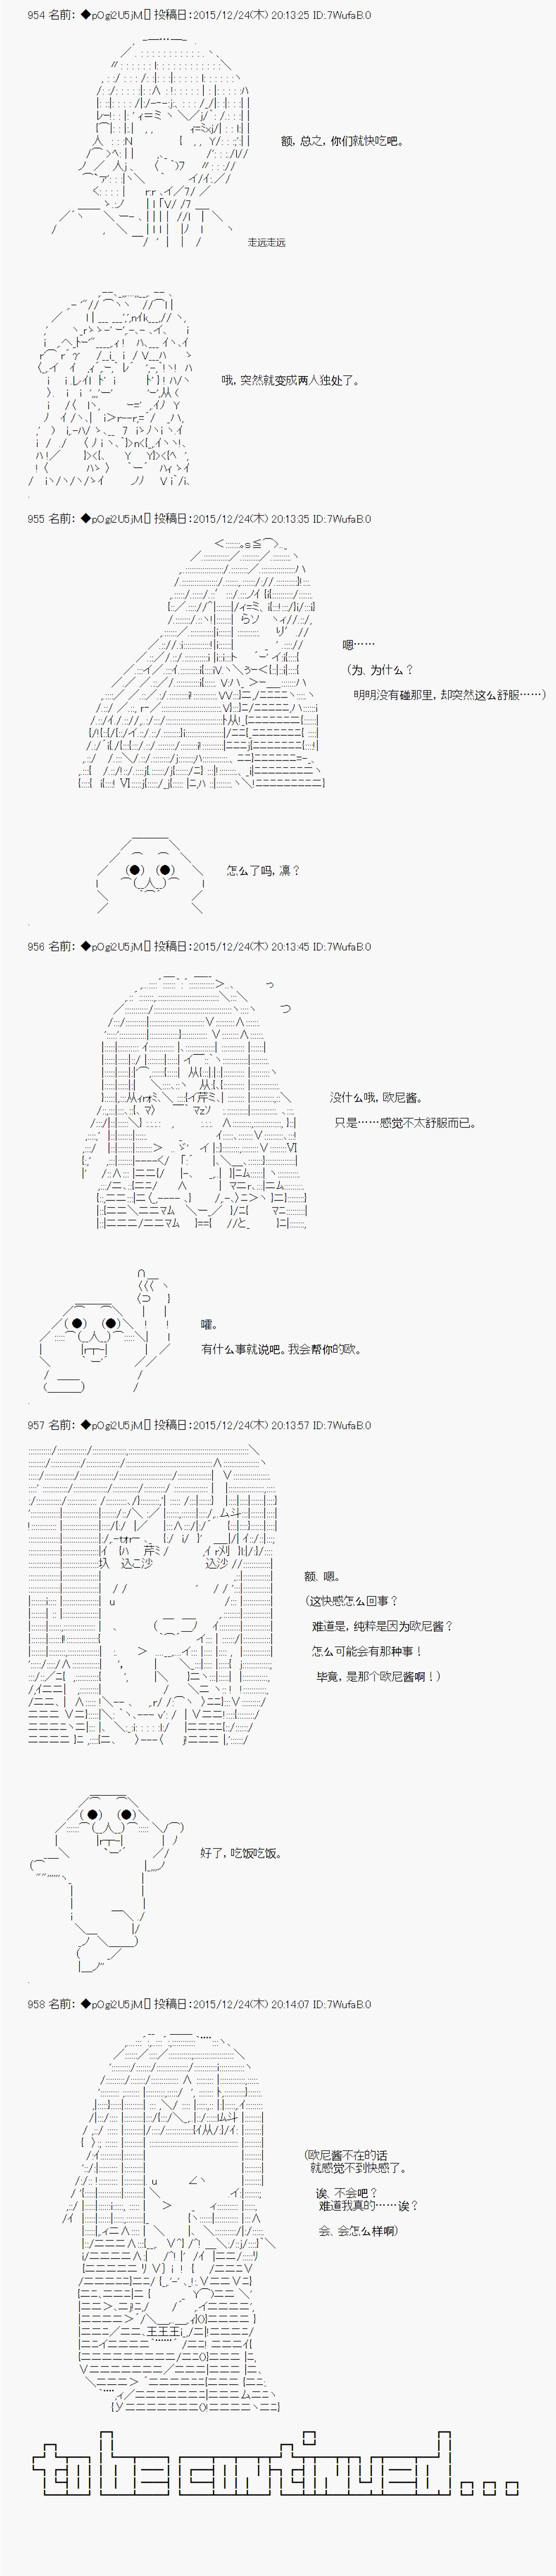 954 名前: ◆pOgi2U5jM 投稿日:2015/12/24(木) 20:13:25 ID:.7WufaB.0
额，总之，你们就快吃吧。
走远走远
哦，突然就变成两人独处了。
955 名前: ◆pOgi2U5jM 投稿日:2015/12/24(木) 20:13:35 ID:.7WufaB.0
嗯……
(为、为什么？
明明没有碰那里，却突然这么舒服……)
怎么了吗，凛？
956 名前: ◆pOgi2U5jM 投稿日:2015/12/24(木) 20:13:45 ID:.7WufaB.0
没什么哦，欧尼酱。
只是……感觉不太舒服而已。
嚯。
有什么事就说吧。我会帮你的欧。
957 名前: ◆pOgi2U5jM 投稿日:2015/12/24(木) 20:13:57 ID:.7WufaB.0
额、嗯。
(这快感怎么回事？
难道是，纯粹是因为欧尼酱？
怎么可能会有那种事！
毕竟，是那个欧尼酱啊！)
好了，吃饭吃饭。
958 名前: ◆pOgi2U5jM 投稿日:2015/12/24(木) 20:14:07 ID:.7WufaB.0
(欧尼酱不在的话
就感觉不到快感了。
诶、不会吧？
难道我真的……诶？
会、会怎么样啊)